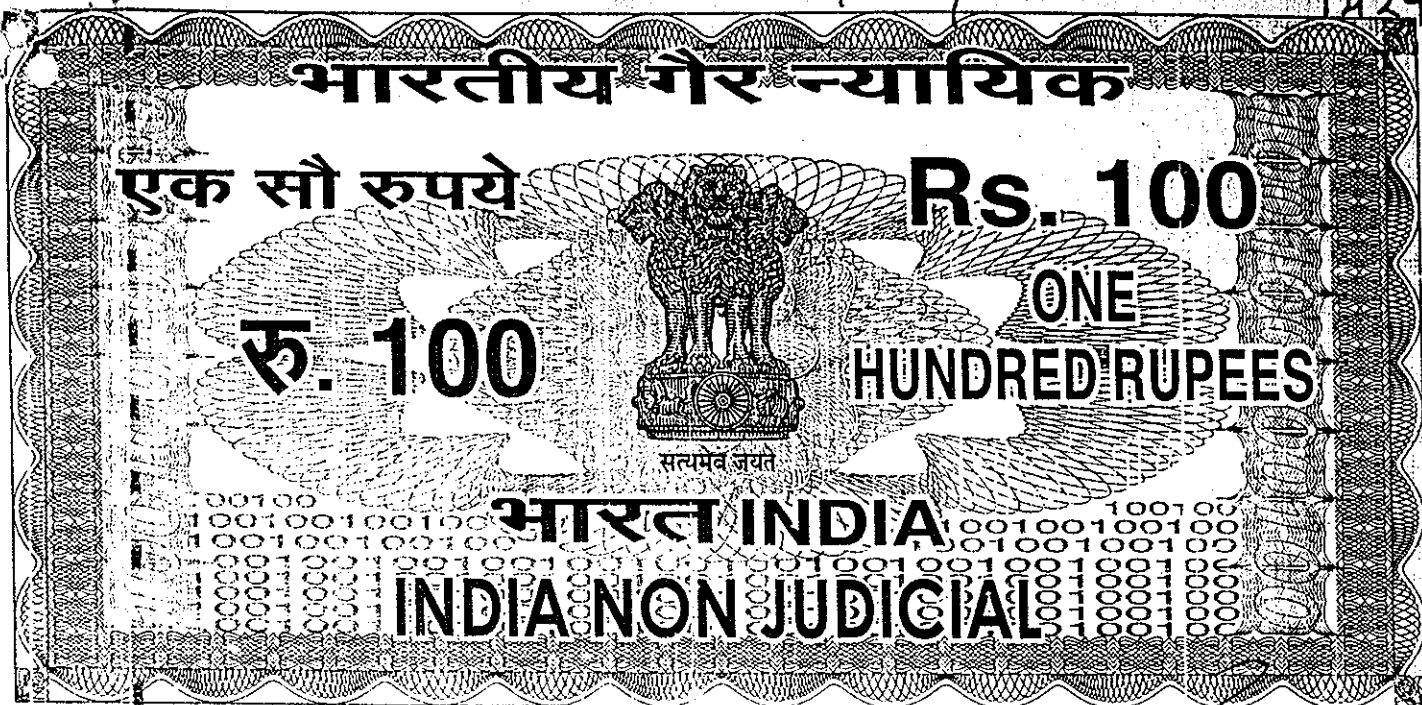 भारतीय गैर न्यायिक
एक सौ रुपये
Rs. 100
रु. 100
ONE
HUNDRED RUPEES
सत्यमेव जयते
भारत INDIA
INDIA NON JUDICIAL